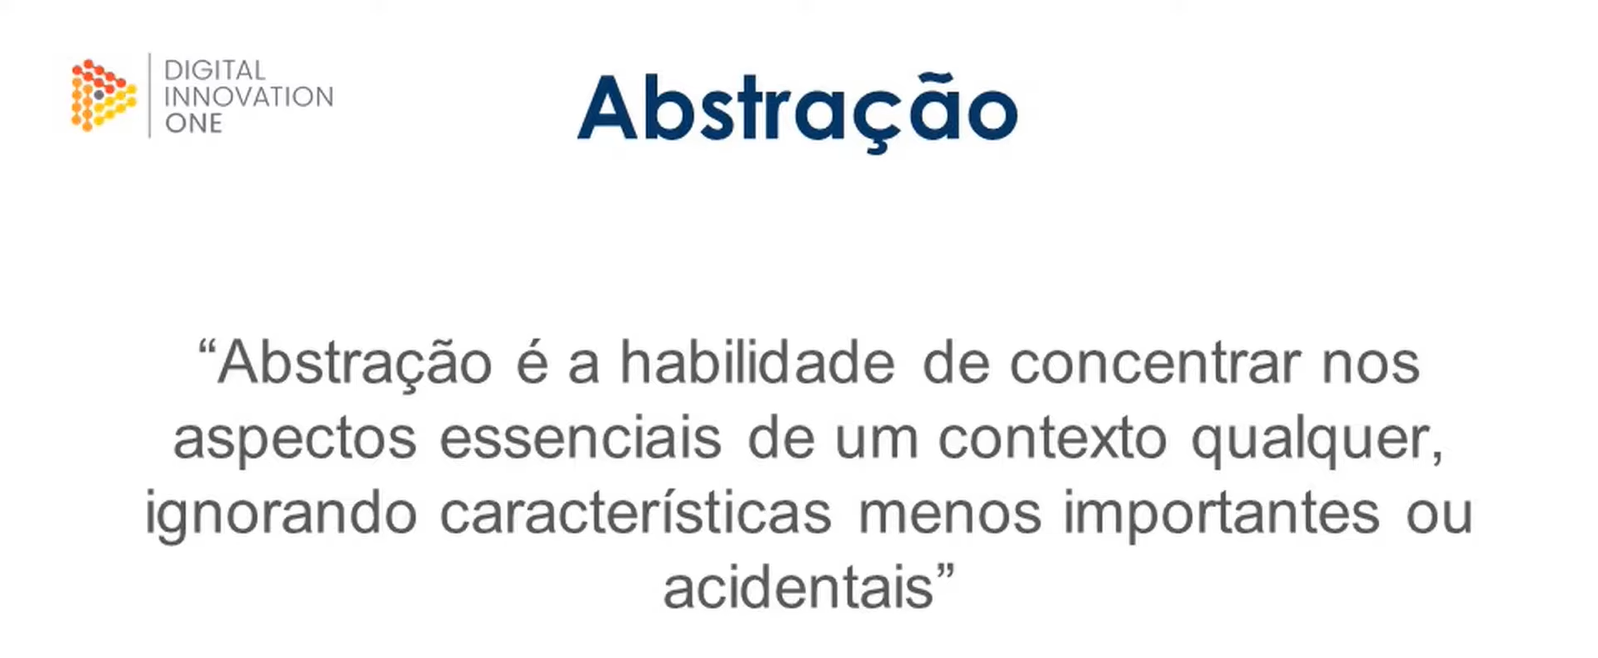 DIGITAL
INNOVATION
ONE
Abstração
“Abstração é a habilidade de concentrar nos
aspectos essenciais de um contexto qualquer,
ignorando características menos importantes ou
acidentais”